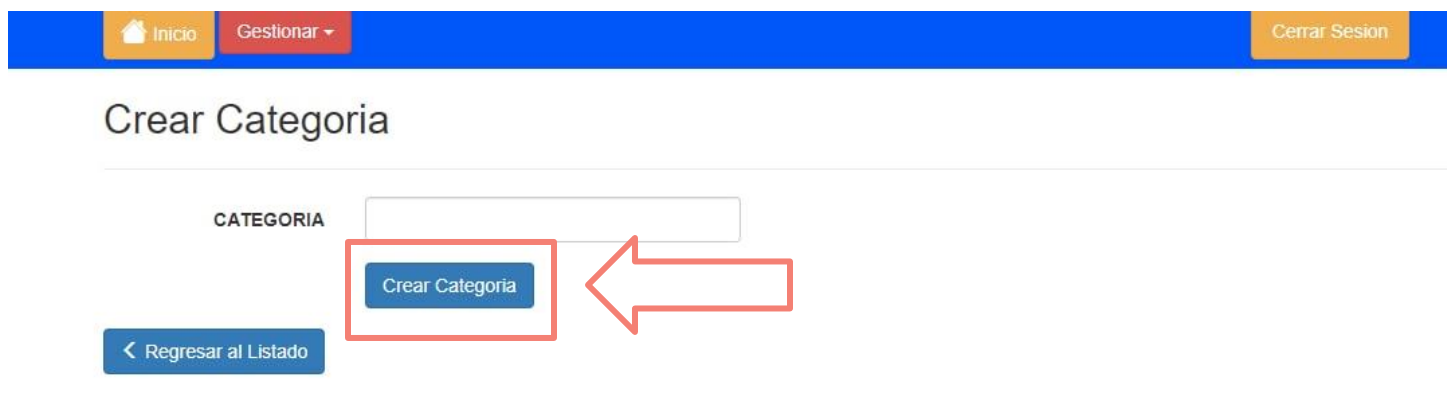 Inicio Gestionar Cerrar Sesion
Crear Categoria
CATEGORIA
Crear Categoria
Regresar al Listado